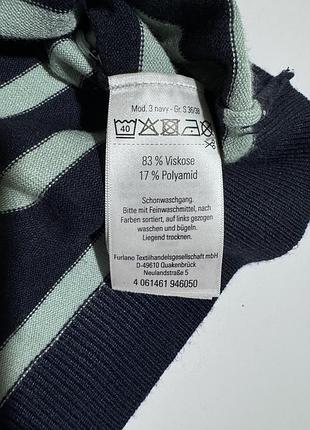 Mod. 3 navy - Gr. S 36/38
40
83 % Viskose
17 % Polyamid
Schonwaschgang.
Bitte mit Feinwaschmittel, nach
Farben sortiert, auf links gezogen
waschen und bügeln.
Liegend trocknen.
Furlano Textilhandelsgesellschaft mbH
D-49610 Quakenbrück
Neulandstraße 5
4 061461 946050